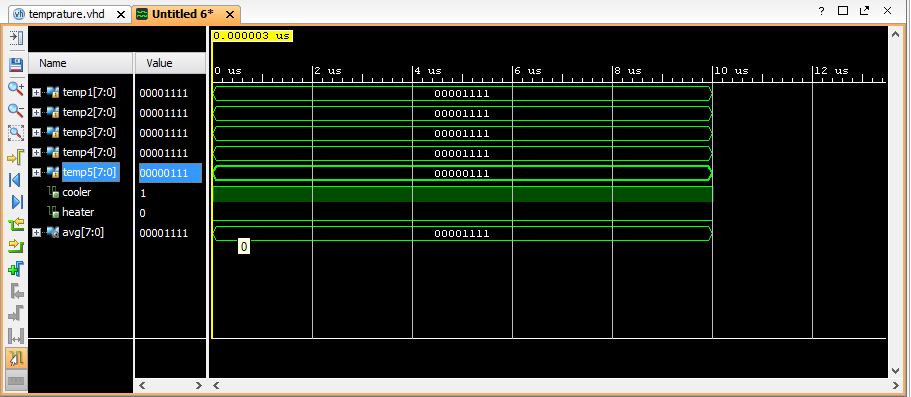 temprature.vhd Untitled 6*
0.000003 us
Name Value
0 us 2 us 4 us 6 us 8 us 10 us 12 us
temp1[7:0] 00001111 00001111
temp2[7:0] 00001111 00001111
temp3[7:0] 00001111 00001111
temp4[7:0] 00001111 00001111
temp5[7:0] 00000111 00001111
cooler 1
heater 0
avg[7:0] 00001111 00001111
0